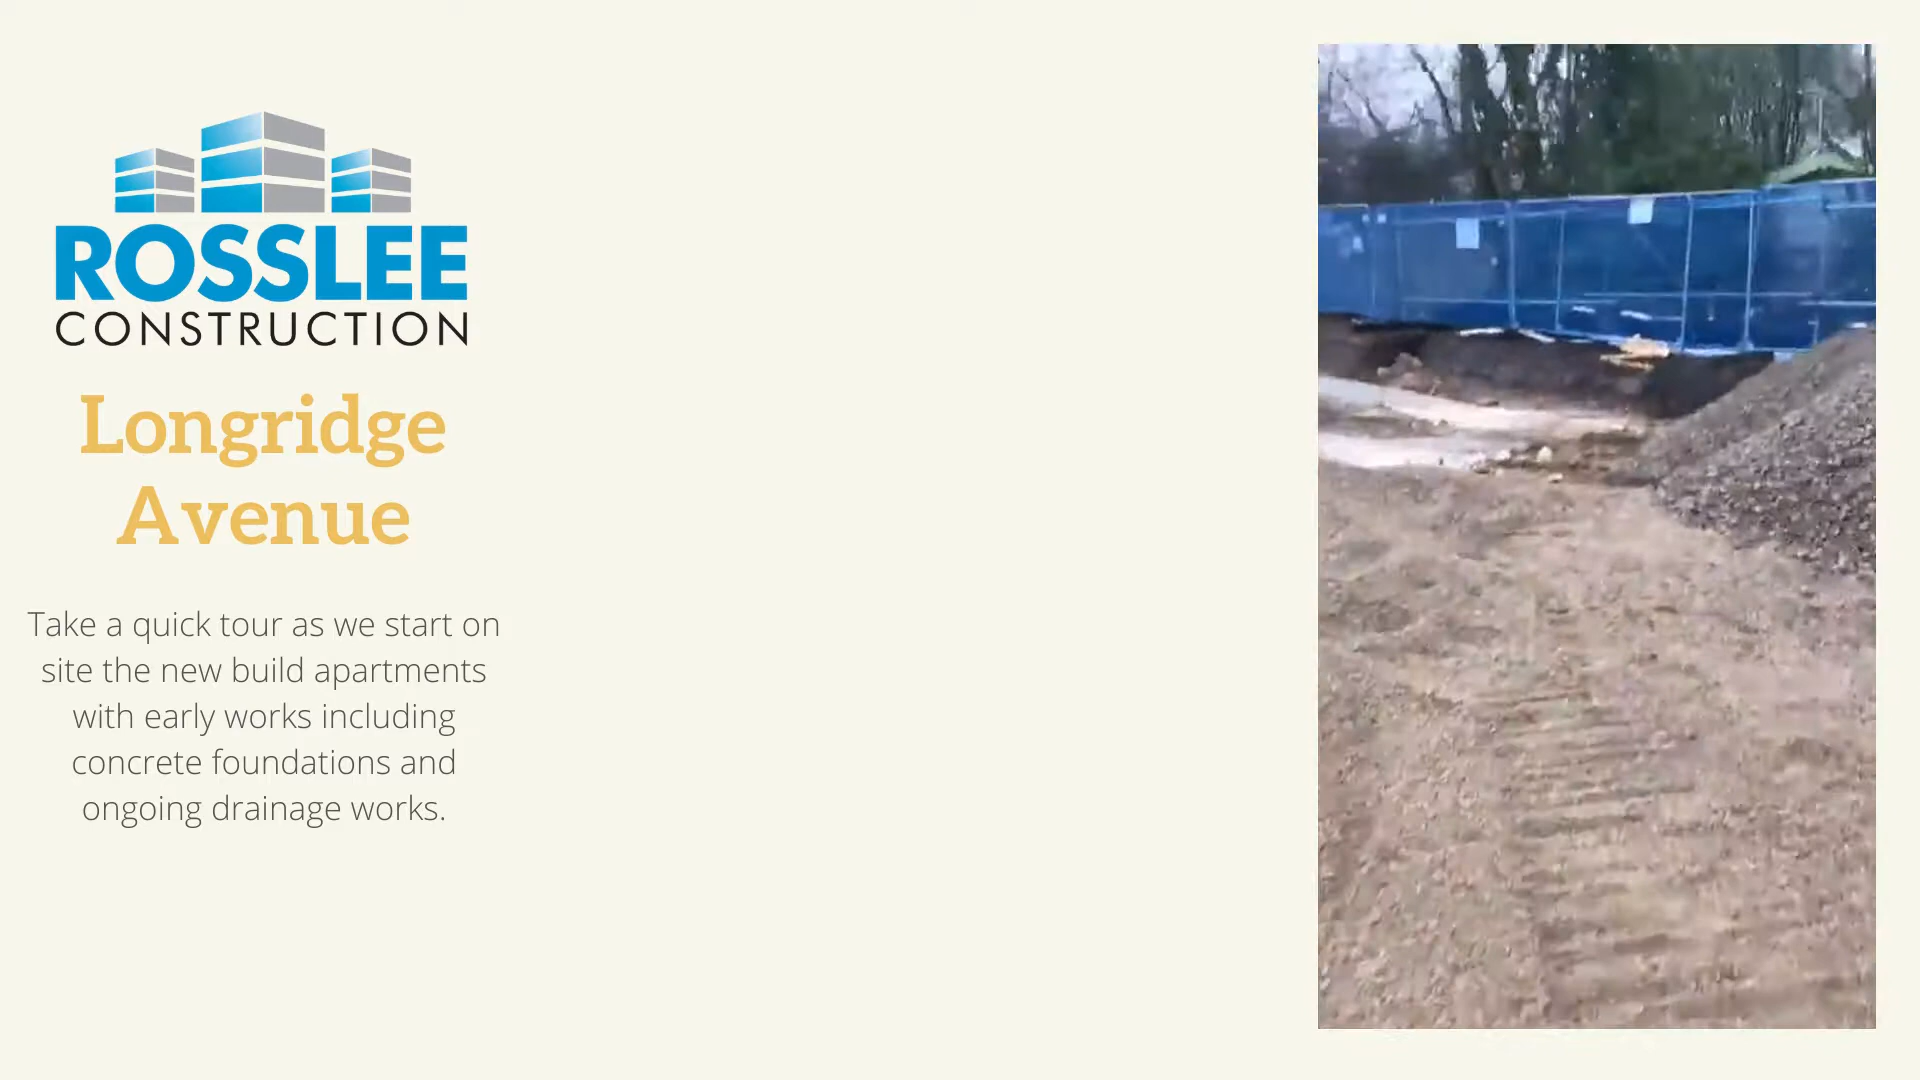 ROSSLEE
CONSTRUCTION
Longridge
Avenue
Take a quick tour as we start on
site the new build apartments
with early works including
concrete foundations and
ongoing drainage works.